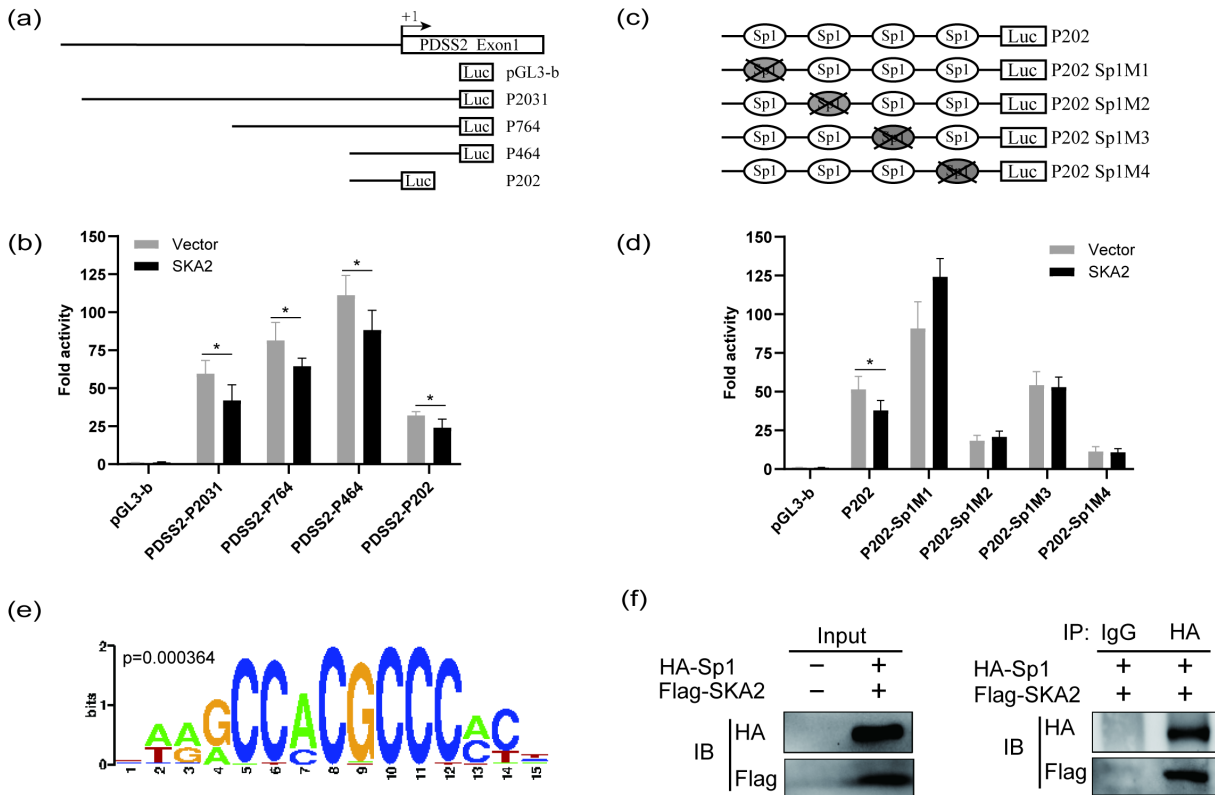 (a)
+1
PDSS2 Exon1
Luc pGL3-b
Luc P2031
Luc P764
Luc P464
Luc P202
(b)
Fold activity
150
125
100
75
50
25
0
Vector
SKA2
*
*
*
*
pGL3-b
PDSS2-P2031
PDSS2-P764
PDSS2-P464
PDSS2-P202
(c)
Sp1 Sp1 Sp1 Sp1 Luc P202
Sp1 Sp1 Sp1 Sp1 Luc P202 Sp1M1
Sp1 Sp1 Sp1 Sp1 Luc P202 Sp1M2
Sp1 Sp1 Sp1 Sp1 Luc P202 Sp1M3
Sp1 Sp1 Sp1 Sp1 Luc P202 Sp1M4
(d)
Fold activity
150
125
100
75
50
25
0
Vector
SKA2
*
pGL3-b
P202
P202-Sp1M1
P202-Sp1M2
P202-Sp1M3
P202-Sp1M4
(e)
p=0.000364
bits
2
1
0
A A G C C A C G C C C A C
T G A C C T
1 2 3 4 5 6 7 8 9 10 11 12 13 14 15
(f)
Input
HA-Sp1 − +
Flag-SKA2 − +
IB
HA
Flag
IP: IgG HA
HA-Sp1 + +
Flag-SKA2 + +
IB
HA
Flag